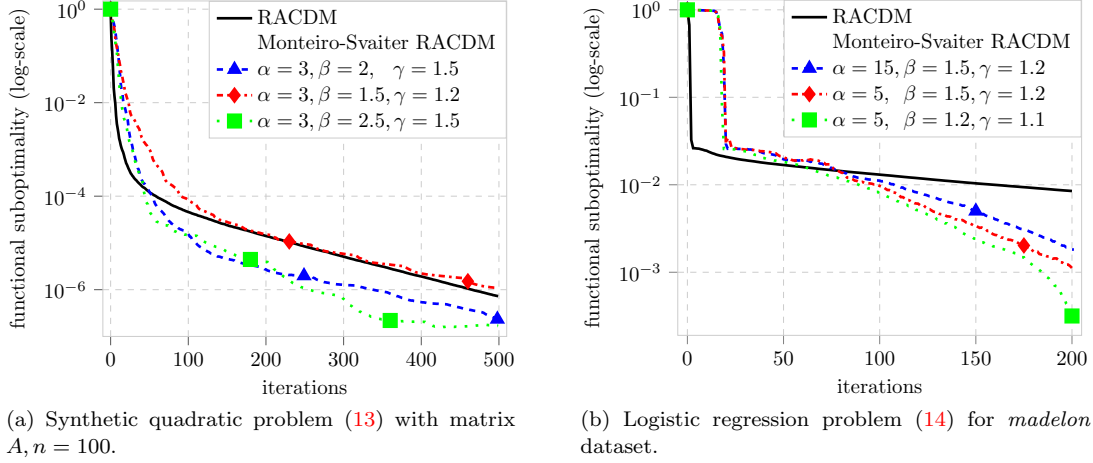 functional suboptimality (log-scale)
10^0
10^−2
10^−4
10^−6
0 100 200 300 400 500
iterations
RACDM
Monteiro-Svaiter RACDM
α = 3, β = 2, γ = 1.5
α = 3, β = 1.5, γ = 1.2
α = 3, β = 2.5, γ = 1.5
(a) Synthetic quadratic problem (13) with matrix
A, n = 100.
functional suboptimality (log-scale)
10^0
10^−1
10^−2
10^−3
0 50 100 150 200
iterations
RACDM
Monteiro-Svaiter RACDM
α = 15, β = 1.5, γ = 1.2
α = 5, β = 1.5, γ = 1.2
α = 5, β = 1.2, γ = 1.1
(b) Logistic regression problem (14) for madelon
dataset.